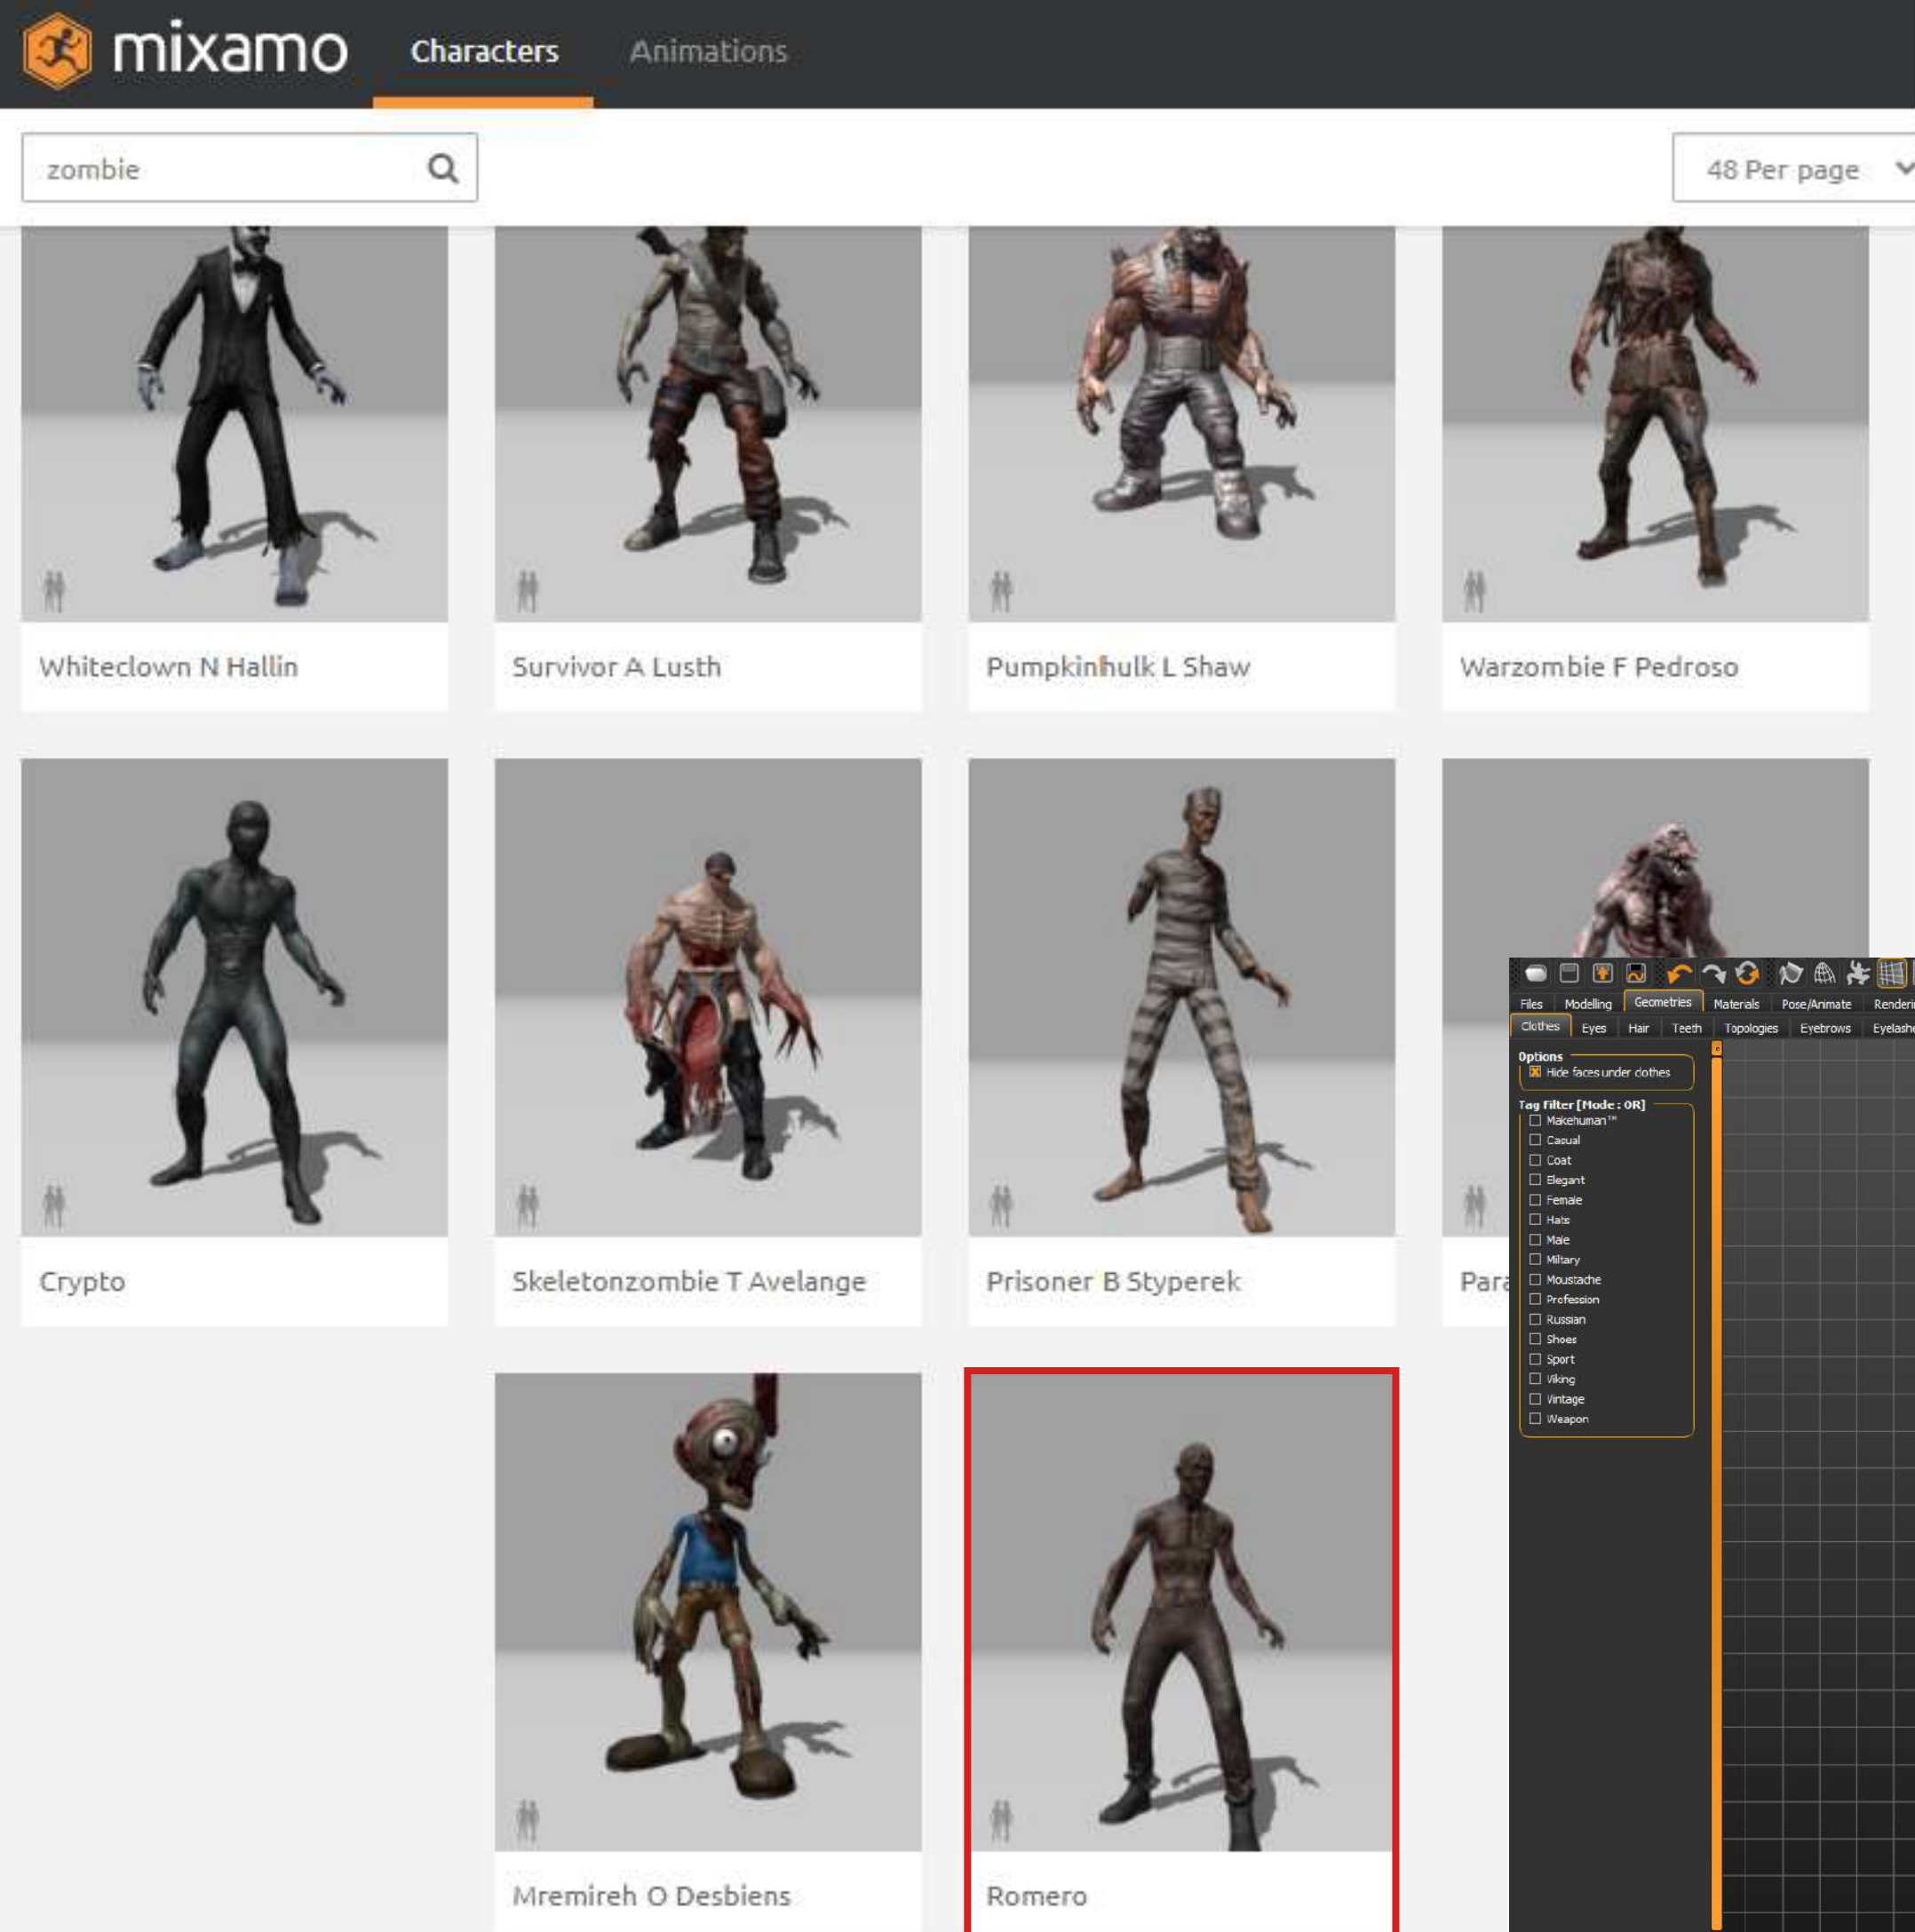 mixamo Characters Animations
zombie
48 Per page
Whiteclown N Hallin
Survivor A Lusth
Pumpkinhulk L Shaw
Warzombie F Pedroso
Crypto
Skeletonzombie T Avelange
Prisoner B Styperek
Para
Mremireh O Desbiens
Romero
Files Modelling Geometries Materials Pose/Animate Renderin
Clothes Eyes Hair Teeth Topologies Eyebrows Eyelashe
Options
Hide faces under clothes
Tag Filter [Mode : OR]
Makehuman™
Casual
Coat
Elegant
Female
Hats
Male
Military
Moustache
Profession
Russian
Shoes
Sport
Viking
Vintage
Weapon